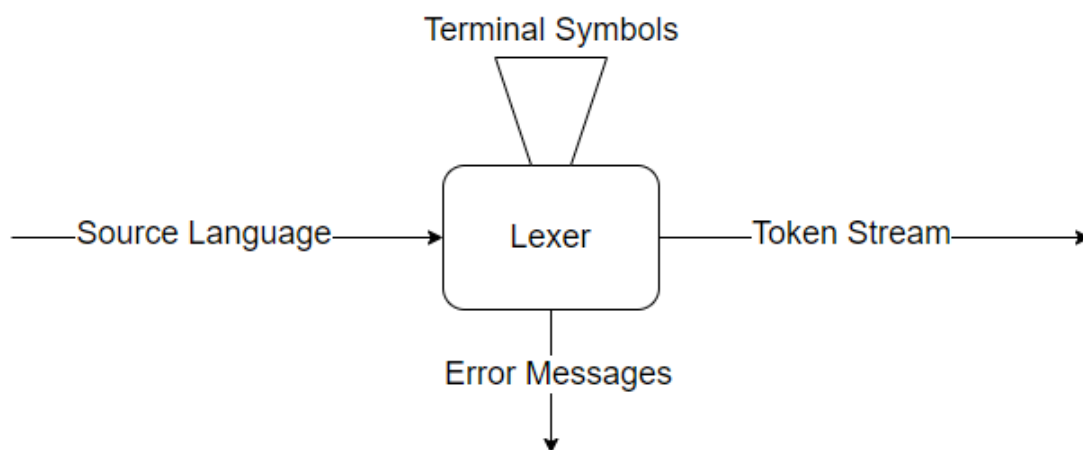 Terminal Symbols
Source Language
Lexer
Token Stream
Error Messages